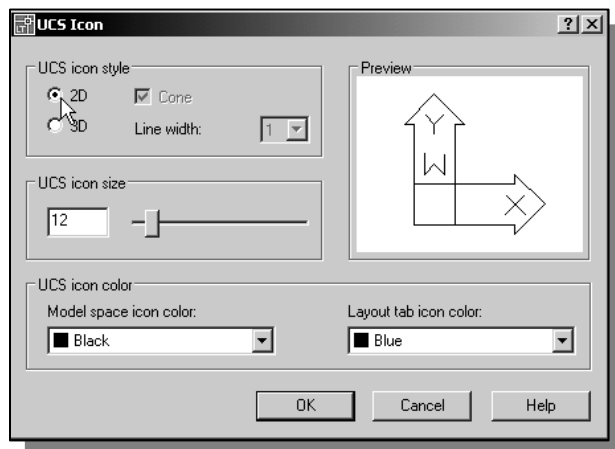 UCS Icon
UCS icon style
2D
Cone
3D
Line width:
1
Preview
Y
W
X
UCS icon size
12
UCS icon color
Model space icon color:
Black
Layout tab icon color:
Blue
OK
Cancel
Help